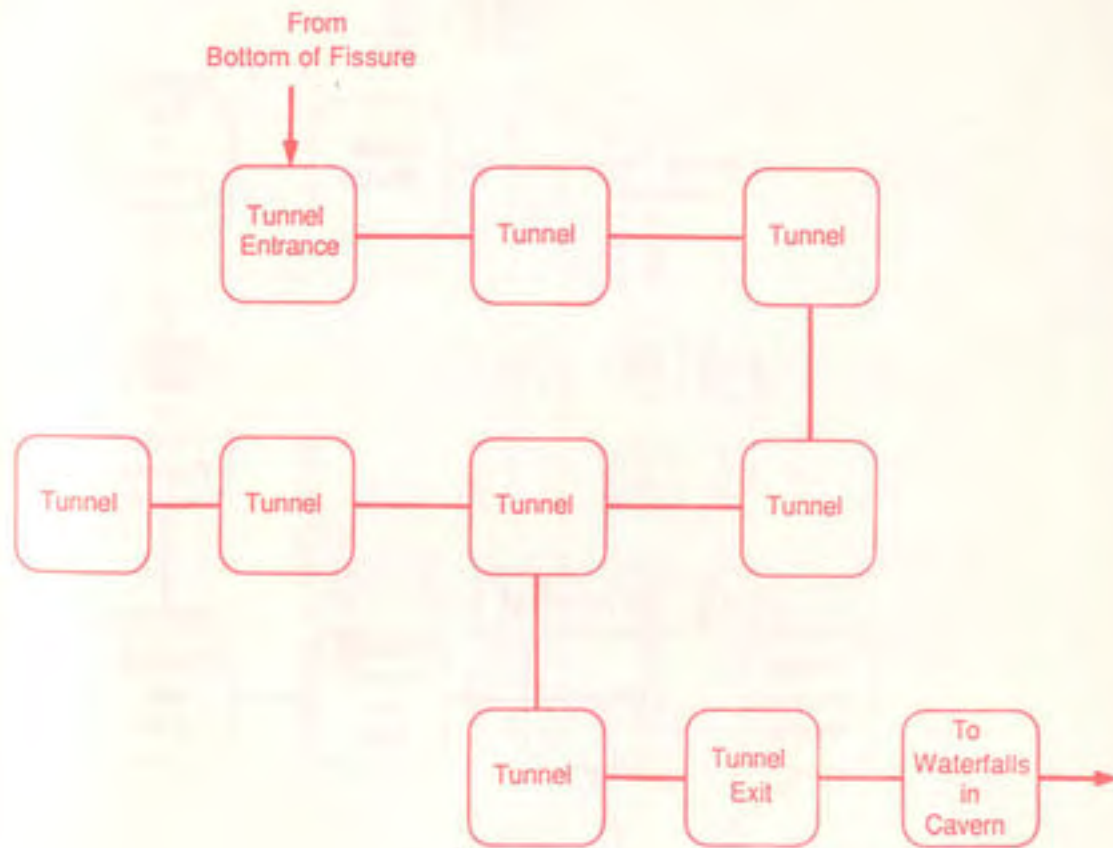 From
Bottom of Fissure
Tunnel
Entrance
Tunnel
Tunnel
Tunnel
Tunnel
Tunnel
Tunnel
Tunnel
Tunnel
Exit
To
Waterfalls
in
Cavern